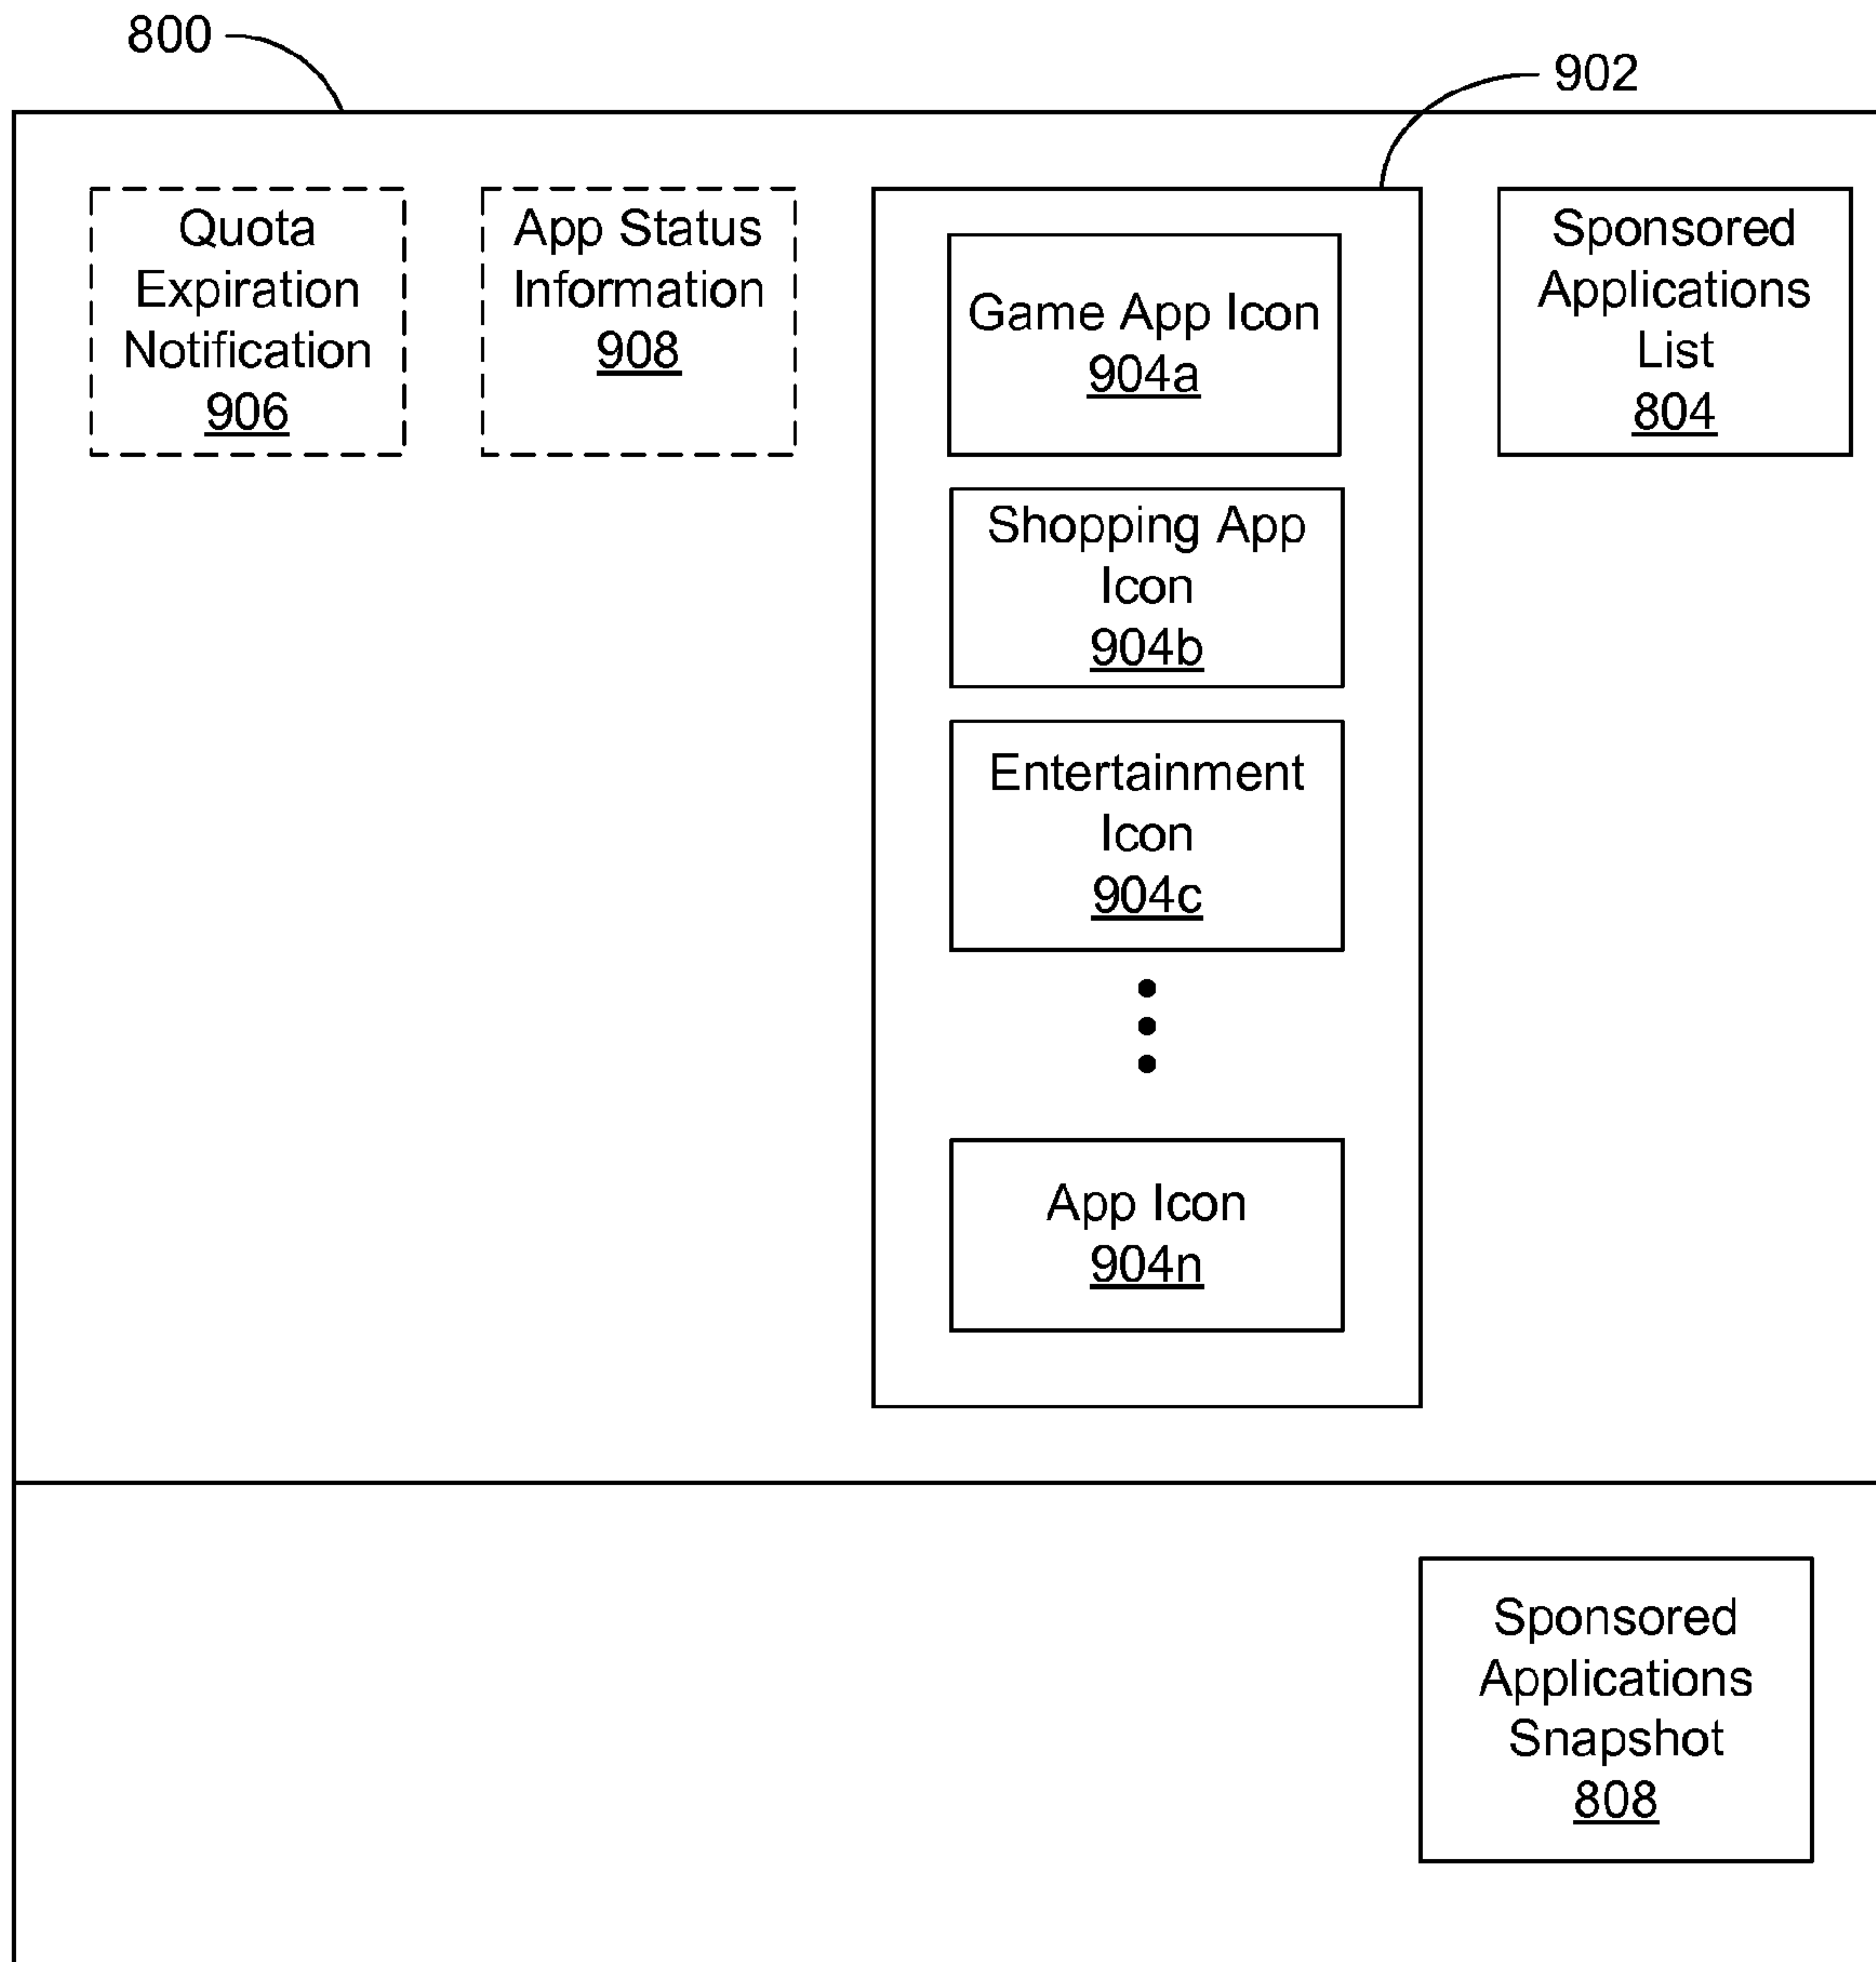 800
902
Quota
Expiration
Notification
906
App Status
Information
908
Game App Icon
904a
Shopping App
Icon
904b
Entertainment
Icon
904c
App Icon
904n
Sponsored
Applications
List
804
Sponsored
Applications
Snapshot
808